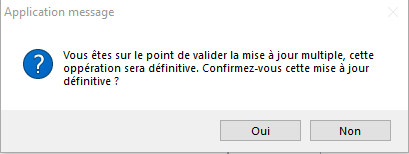 Application message
Vous êtes sur le point de valider la mise à jour multiple, cette
oppération sera définitive. Confirmez-vous cette mise à jour
définitive ?
Oui
Non